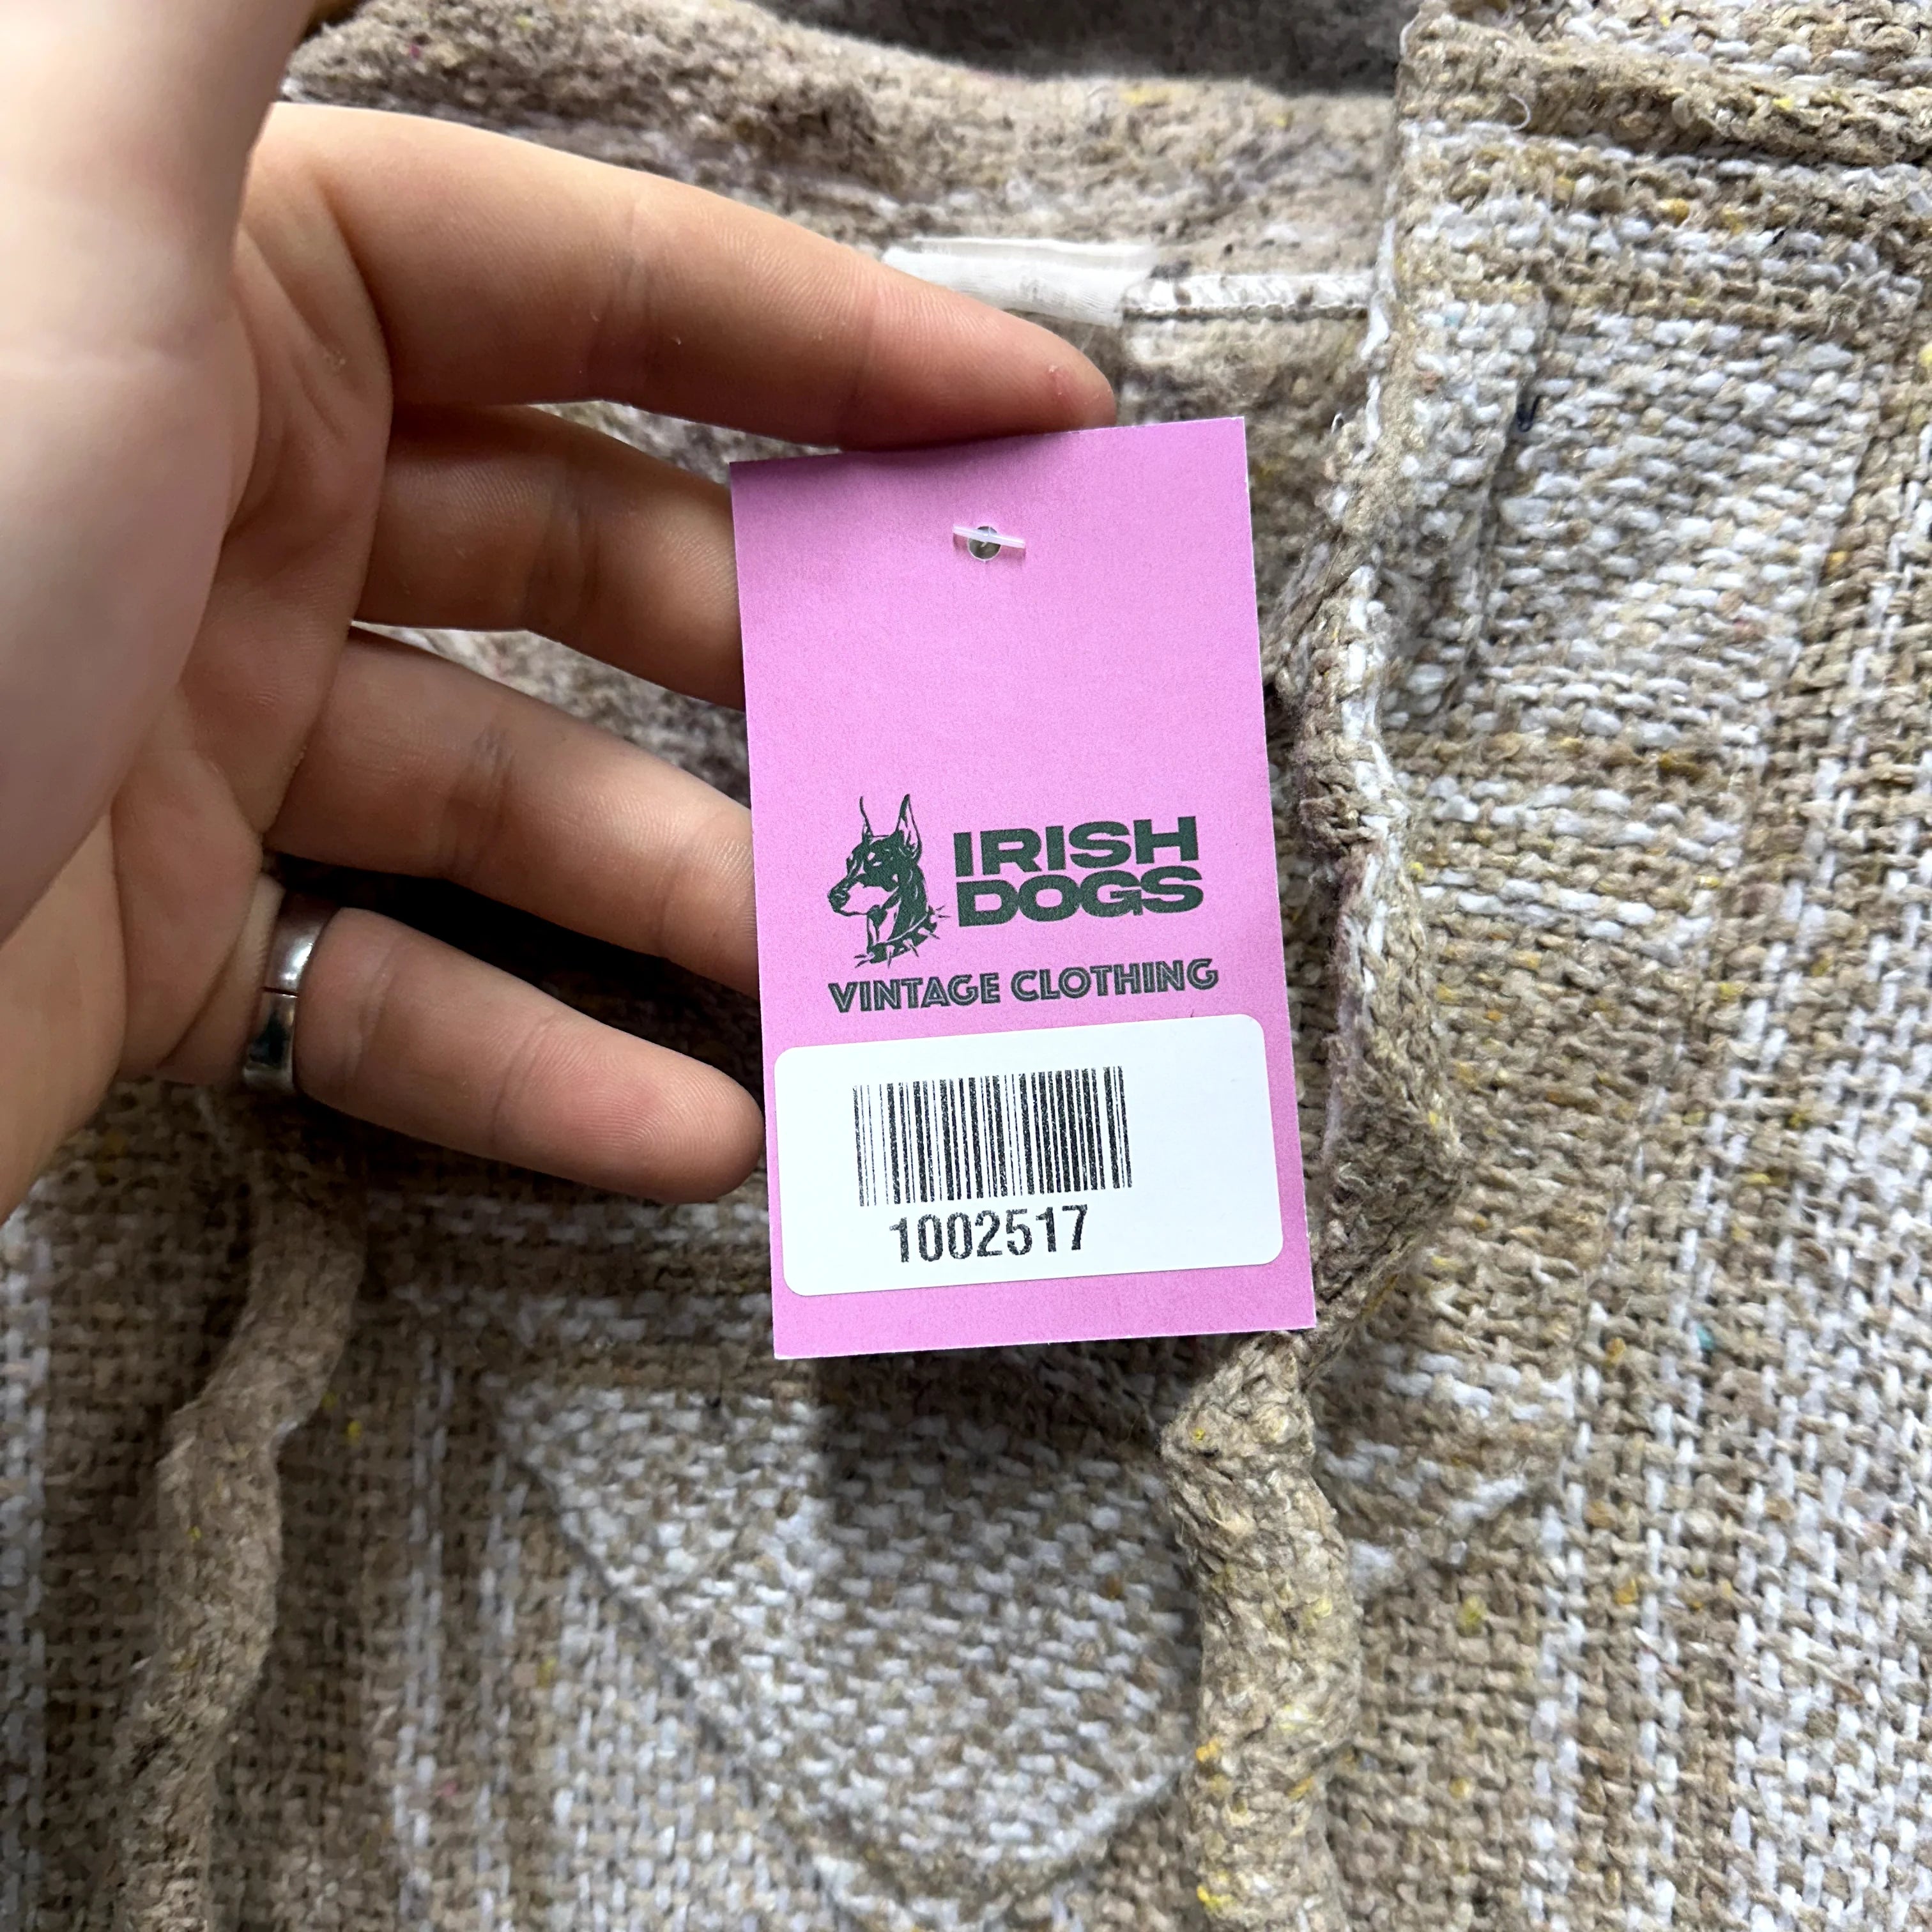 IRISH
DOGS
VINTAGE CLOTHING
1002517